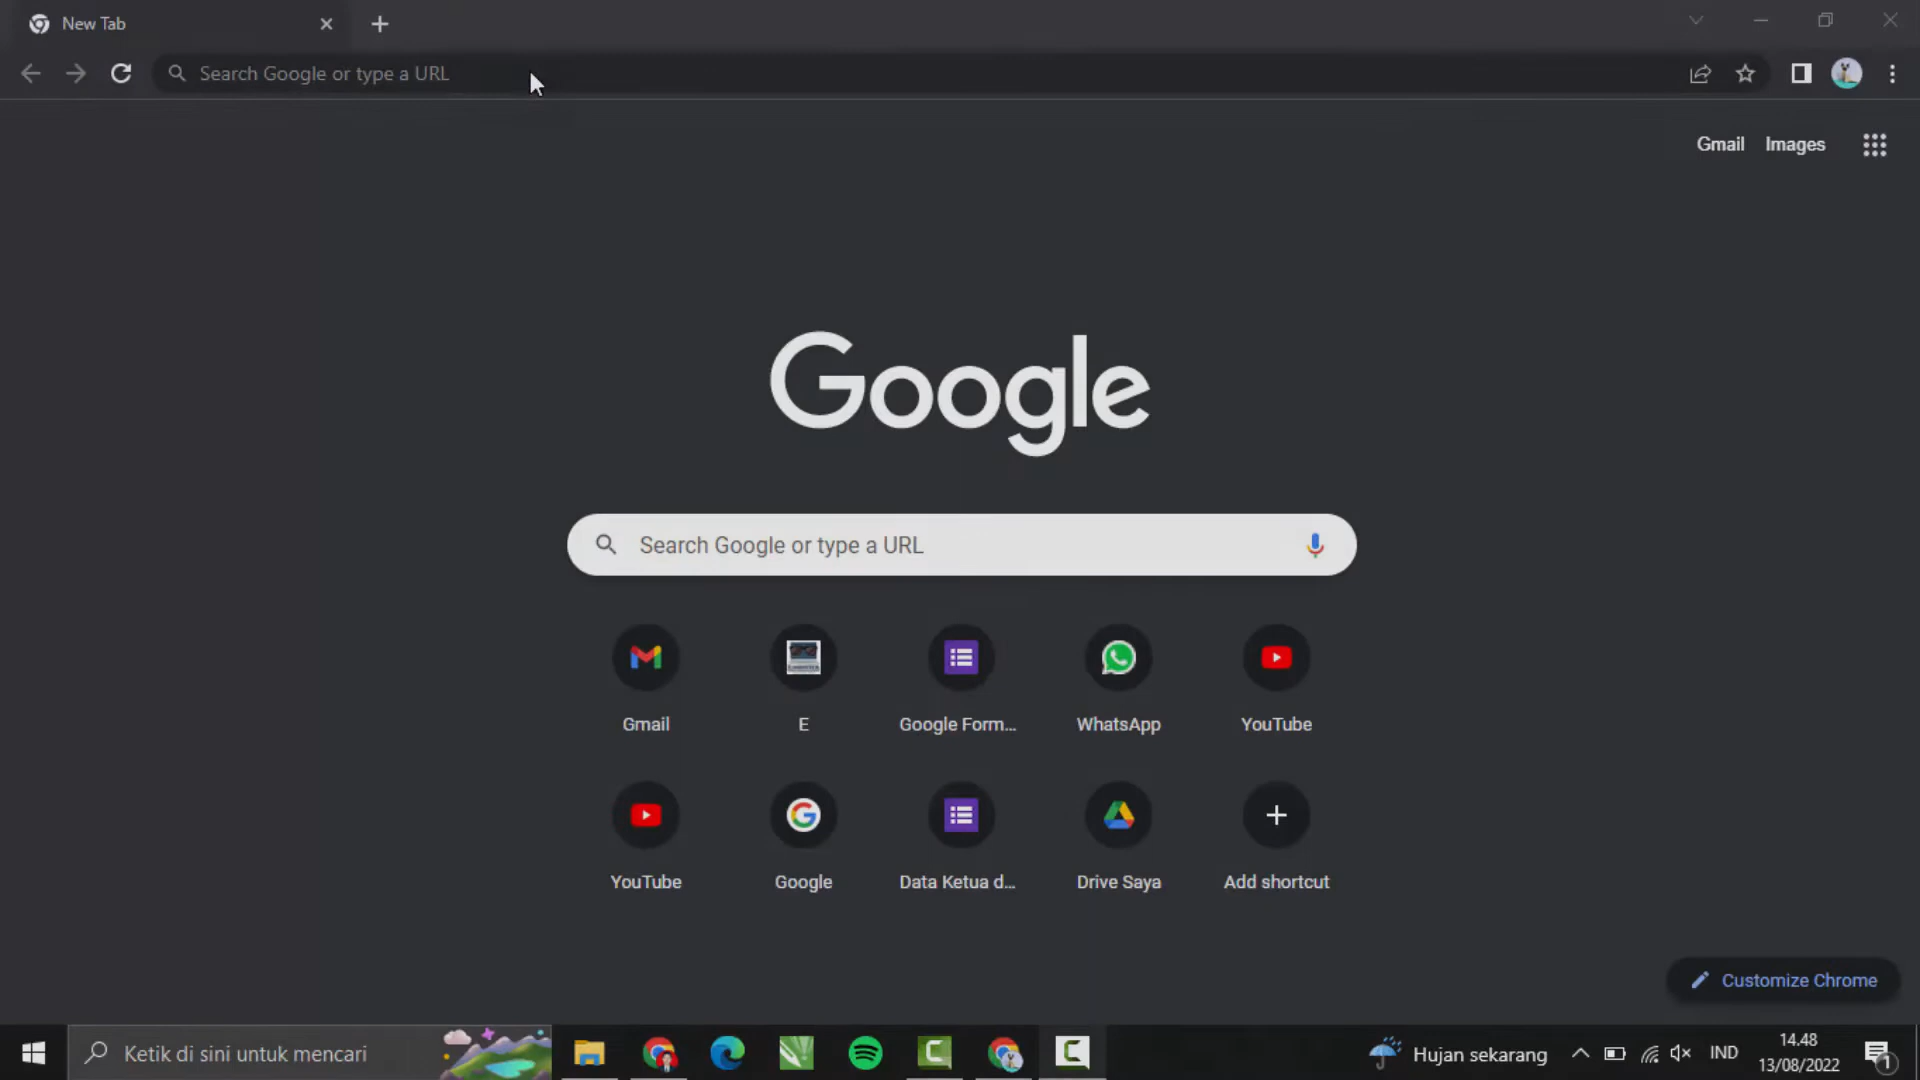 New Tab
Search Google or type a URL
Gmail Images
Google
Search Google or type a URL
Gmail
E
Google Form...
WhatsApp
YouTube
YouTube
Google
Data Ketua d...
Drive Saya
Add shortcut
Customize Chrome
Ketik di sini untuk mencari
Hujan sekarang
IND
14.48
13/08/2022
1